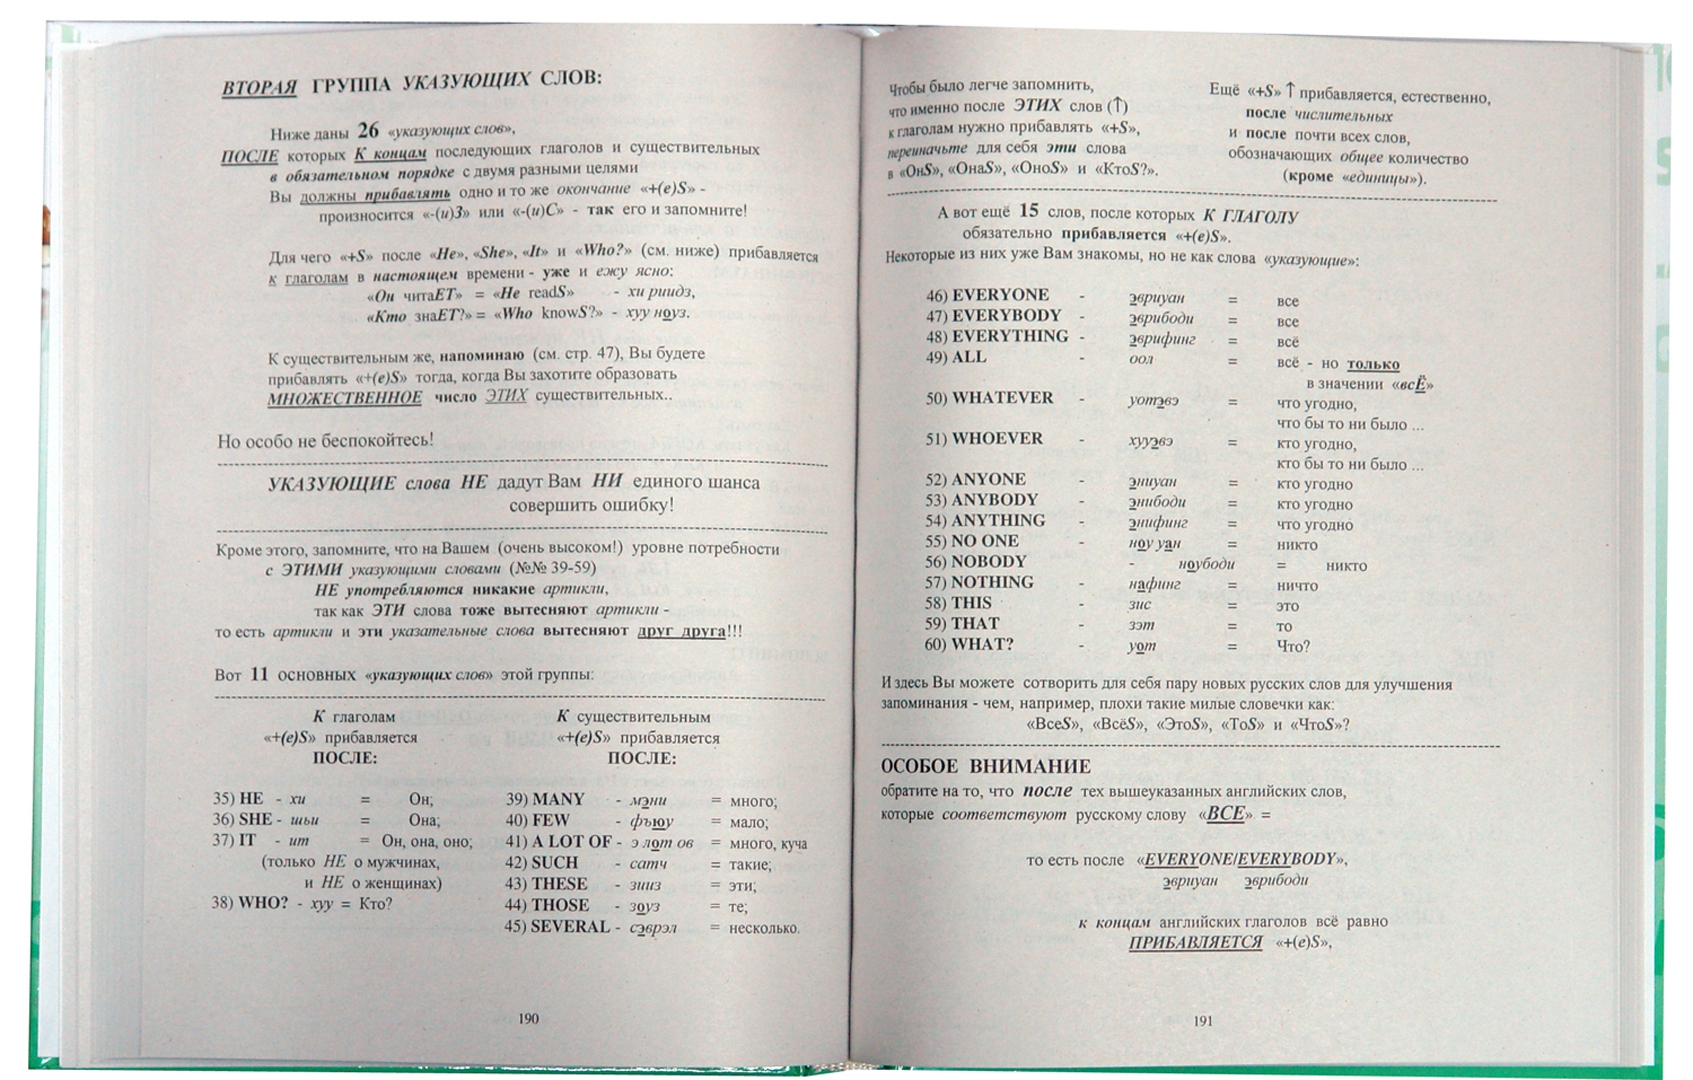 ВТОРАЯ ГРУППА УКАЗУЮЩИХ СЛОВ:
Ниже даны 26 «указующих слов»,
ПОСЛЕ которых К концам последующих глаголов и существительных
в обязательном порядке с двумя разными целями
Вы должны прибавлять одно и то же окончание «+(е)S» -
произносится «-(и)З» или «-(и)С» - так его и запомните!
Для чего «+S» после «He», «She», «It» и «Who?» (см. ниже) прибавляется
к глаголам в настоящем времени - уже и ежу ясно:
«Он читаЕТ» = «He readS» - хи риидз,
«Кто знаЕТ?» = «Who knowS?» - хуу ноуз.
К существительным же, напоминаю (см. стр. 47), Вы будете
прибавлять «+(е)S» тогда, когда Вы захотите образовать
МНОЖЕСТВЕННОЕ число ЭТИХ существительных..
Но особо не беспокойтесь!
УКАЗУЮЩИЕ слова НЕ дадут Вам НИ единого шанса
совершить ошибку!
Кроме этого, запомните, что на Вашем (очень высоком!) уровне потребности
с ЭТИМИ указующими словами (№№ 39-59)
НЕ употребляются никакие артикли,
так как ЭТИ слова тоже вытесняют артикли -
то есть артикли и эти указательные слова вытесняют друг друга!!!
Вот 11 основных «указующих слов» этой группы:
К глаголам
«+(е)S» прибавляется
ПОСЛЕ:
35) HE - хи = Он;
36) SHE - шьи = Она;
37) IT - ит = Он, она, оно;
(только НЕ о мужчинах,
и НЕ о женщинах)
38) WHO? - хуу = Кто?
К существительным
«+(е)S» прибавляется
ПОСЛЕ:
39) MANY - мэни = много;
40) FEW - фъюу = мало;
41) A LOT OF - э лот ов = много, куча
42) SUCH - сатч = такие;
43) THESE - зииз = эти;
44) THOSE - зоуз = те;
45) SEVERAL - сэврэл = несколько.
190
Чтобы было легче запомнить,
что именно после ЭТИХ слов (↑)
к глаголам нужно прибавлять «+S»,
переиначьте для себя эти слова
в «ОнS», «ОнаS», «ОноS» и «КтоS?».
Ещё «+S» ↑ прибавляется, естественно,
после числительных
и после почти всех слов,
обозначающих общее количество
(кроме «единицы»).
А вот ещё 15 слов, после которых К ГЛАГОЛУ
обязательно прибавляется «+(е)S».
Некоторые из них уже Вам знакомы, но не как слова «указующие»:
46) EVERYONE - эвриуан = все
47) EVERYBODY - эврибоди = все
48) EVERYTHING - эврифинг = всё
49) ALL - оол = всё - но только
в значении «всЁ»
50) WHATEVER - уотэвэ = что угодно,
что бы то ни было ...
51) WHOEVER - хууэвэ = кто угодно,
кто бы то ни было ...
52) ANYONE - эниуан = кто угодно
53) ANYBODY - энибоди = кто угодно
54) ANYTHING - энифинг = что угодно
55) NO ONE - ноу уан = никто
56) NOBODY - ноубоди = никто
57) NOTHING - нафинг = ничто
58) THIS - зис = это
59) THAT - зэт = то
60) WHAT? - уот = Что?
И здесь Вы можете сотворить для себя пару новых русских слов для улучшения
запоминания - чем, например, плохи такие милые словечки как:
«ВсеS», «ВсёS», «ЭтоS», «ТоS» и «ЧтоS»?
ОСОБОЕ ВНИМАНИЕ
обратите на то, что после тех вышеуказанных английских слов,
которые соответствуют русскому слову «ВСЕ» =
то есть после «EVERYONE/EVERYBODY»,
эвриуан эврибоди
к концам английских глаголов всё равно
ПРИБАВЛЯЕТСЯ «+(е)S»,
191